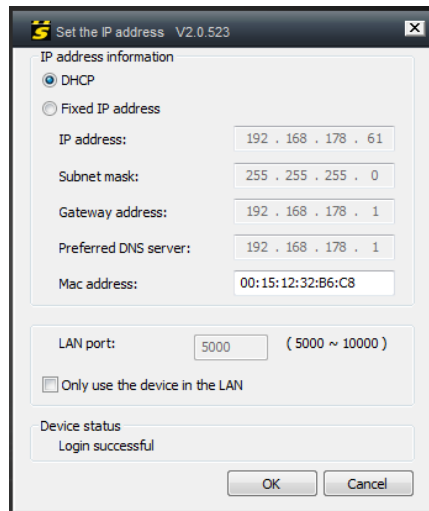 Set the IP address V2.0.523
IP address information
DHCP
Fixed IP address
IP address: 192 . 168 . 178 . 61
Subnet mask: 255 . 255 . 255 . 0
Gateway address: 192 . 168 . 178 . 1
Preferred DNS server: 192 . 168 . 178 . 1
Mac address: 00:15:12:32:B6:C8
LAN port: 5000 ( 5000 ~ 10000 )
Only use the device in the LAN
Device status
Login successful
OK Cancel